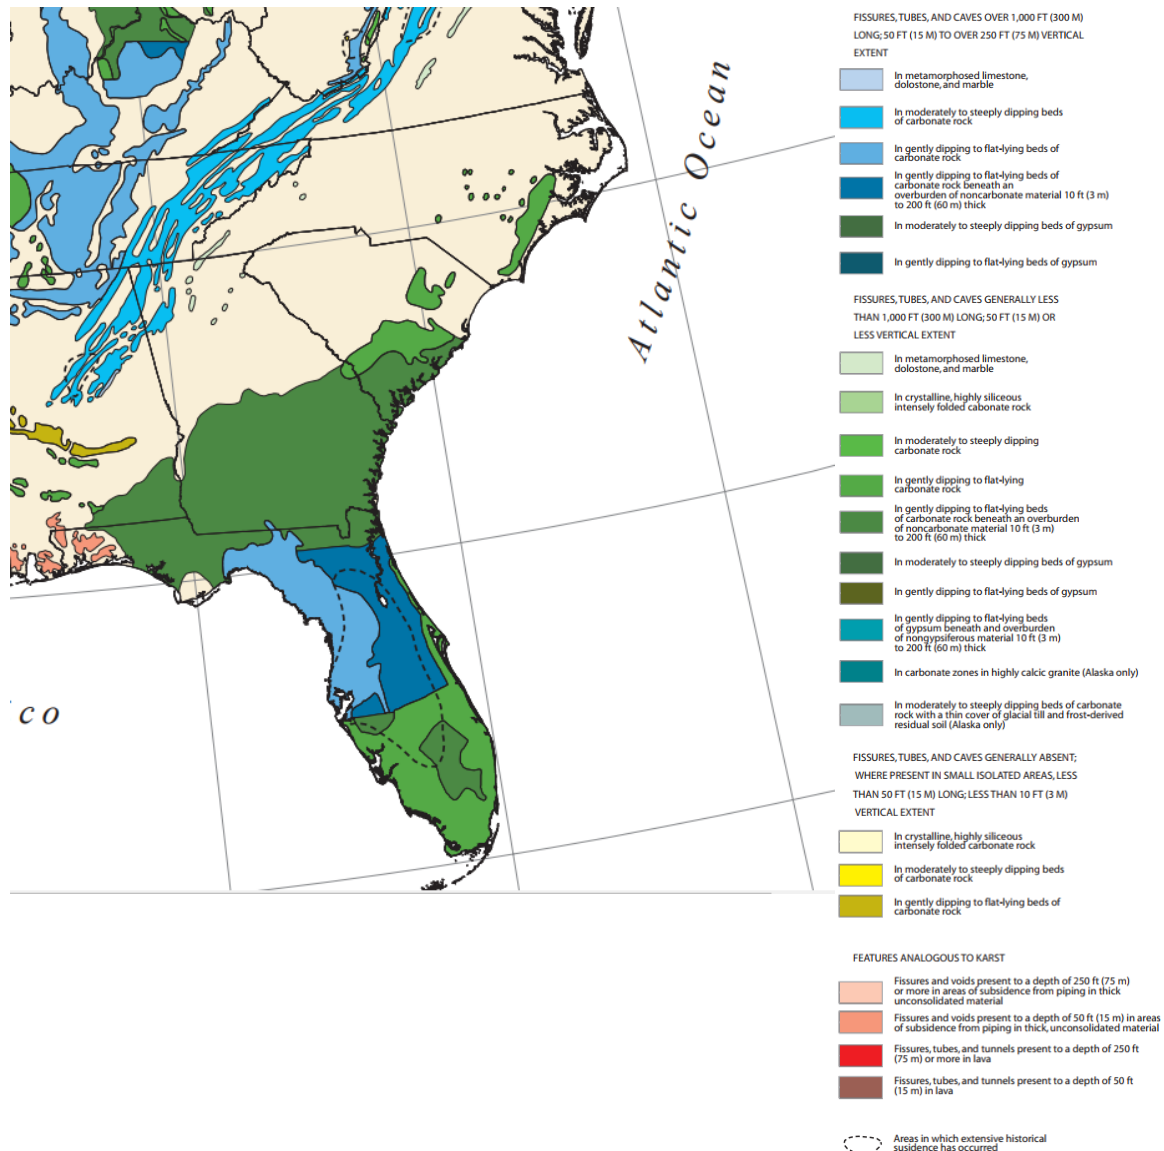 Atlantic Ocean
co
FISSURES, TUBES, AND CAVES OVER 1,000 FT (300 M)
LONG; 50 FT (15 M) TO OVER 250 FT (75 M) VERTICAL
EXTENT
In metamorphosed limestone,
dolostone, and marble
In moderately to steeply dipping beds
of carbonate rock
In gently dipping to flat-lying beds of
carbonate rock
In gently dipping to flat-lying beds of
carbonate rock beneath an
overburden of noncarbonate material 10 ft (3 m)
to 200 ft (60 m) thick
In moderately to steeply dipping beds of gypsum
In gently dipping to flat-lying beds of gypsum
FISSURES, TUBES, AND CAVES GENERALLY LESS
THAN 1,000 FT (300 M) LONG; 50 FT (15 M) OR
LESS VERTICAL EXTENT
In metamorphosed limestone,
dolostone, and marble
In crystalline, highly siliceous
intensely folded cabonate rock
In moderately to steeply dipping
carbonate rock
In gently dipping to flat-lying
carbonate rock
In gently dipping to flat-lying beds
of carbonate rock beneath an overburden
of noncarbonate material 10 ft (3 m)
to 200 ft (60 m) thick
In moderately to steeply dipping beds of gypsum
In gently dipping to flat-lying beds of gypsum
In gently dipping to flat-lying beds
of gypsum beneath and overburden
of nongypsiferous material 10 ft (3 m)
to 200 ft (60 m) thick
In carbonate zones in highly calcic granite (Alaska only)
In moderately to steeply dipping beds of carbonate
rock with a thin cover of glacial till and frost-derived
residual soil (Alaska only)
FISSURES, TUBES, AND CAVES GENERALLY ABSENT;
WHERE PRESENT IN SMALL ISOLATED AREAS, LESS
THAN 50 FT (15 M) LONG; LESS THAN 10 FT (3 M)
VERTICAL EXTENT
In crystalline, highly siliceous
intensely folded carbonate rock
In moderately to steeply dipping beds
of carbonate rock
In gently dipping to flat-lying beds of
carbonate rock
FEATURES ANALOGOUS TO KARST
Fissures and voids present to a depth of 250 ft (75 m)
or more in areas of subsidence from piping in thick
unconsolidated material
Fissures and voids present to a depth of 50 ft (15 m) in areas
of subsidence from piping in thick, unconsolidated material
Fissures, tubes, and tunnels present to a depth of 250 ft
(75 m) or more in lava
Fissures, tubes, and tunnels present to a depth of 50 ft
(15 m) in lava
Areas in which extensive historical
susidence has occurred